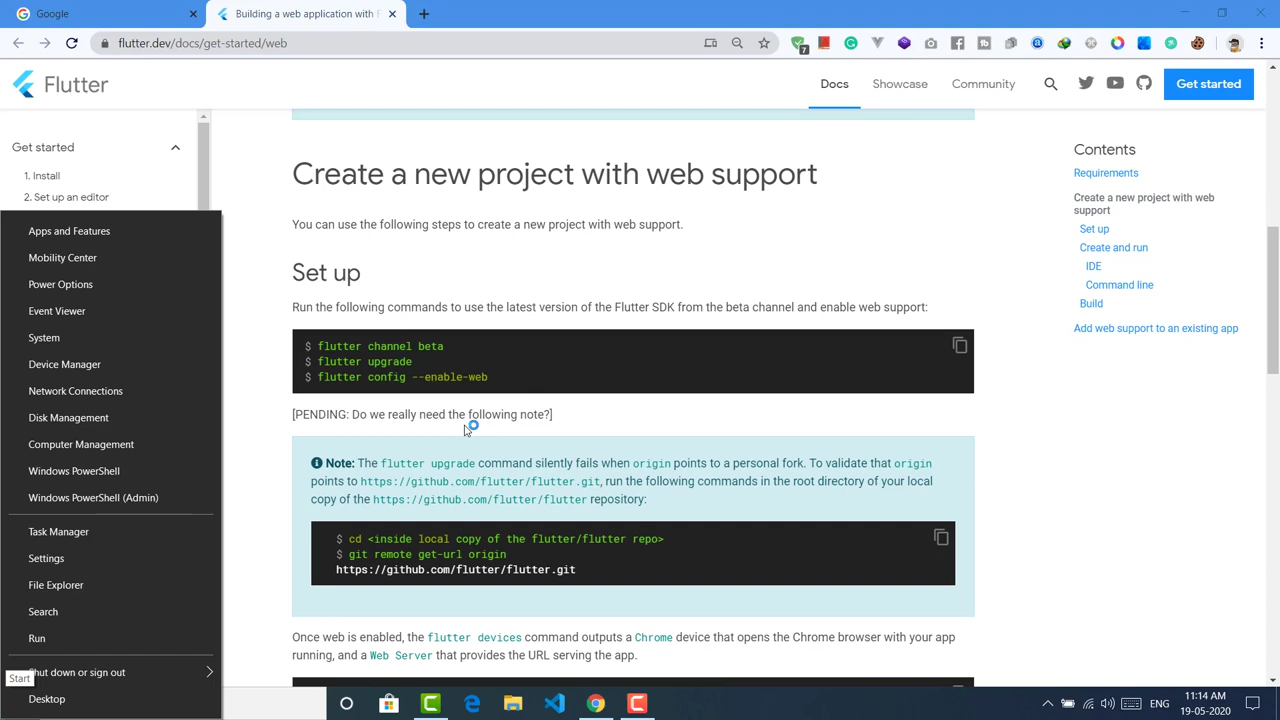 Google
Building a web application with F
flutter.dev/docs/get-started/web
7
Flutter
Docs
Showcase
Community
Get started
Get started
1. Install
2. Set up an editor
Create a new project with web support
You can use the following steps to create a new project with web support.
Set up
Run the following commands to use the latest version of the Flutter SDK from the beta channel and enable web support:
$ flutter channel beta
$ flutter upgrade
$ flutter config --enable-web
[PENDING: Do we really need the following note?]
Note: The flutter upgrade command silently fails when origin points to a personal fork. To validate that origin
points to https://github.com/flutter/flutter.git, run the following commands in the root directory of your local
copy of the https://github.com/flutter/flutter repository:
$ cd <inside local copy of the flutter/flutter repo>
$ git remote get-url origin
https://github.com/flutter/flutter.git
Once web is enabled, the flutter devices command outputs a Chrome device that opens the Chrome browser with your app
running, and a Web Server that provides the URL serving the app.
Contents
Requirements
Create a new project with web
support
Set up
Create and run
IDE
Command line
Build
Add web support to an existing app
Apps and Features
Mobility Center
Power Options
Event Viewer
System
Device Manager
Network Connections
Disk Management
Computer Management
Windows PowerShell
Windows PowerShell (Admin)
Task Manager
Settings
File Explorer
Search
Run
Shut down or sign out
Start
Desktop
ENG
11:14 AM
19-05-2020